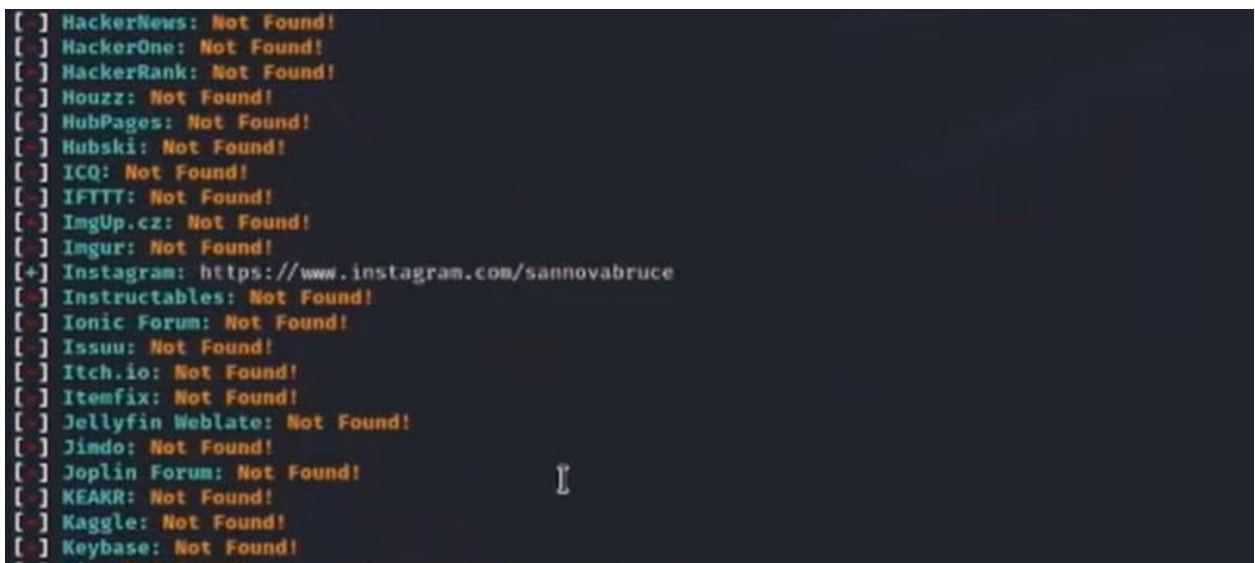 [-] HackerNews: Not Found!
[-] HackerOne: Not Found!
[-] HackerRank: Not Found!
[-] Houzz: Not Found!
[-] HubPages: Not Found!
[-] Hubski: Not Found!
[-] ICQ: Not Found!
[-] IFTTT: Not Found!
[-] ImgUp.cz: Not Found!
[-] Imgur: Not Found!
[+] Instagram: https://www.instagram.com/sannovabruce
[-] Instructables: Not Found!
[-] Ionic Forum: Not Found!
[-] Issuu: Not Found!
[-] Itch.io: Not Found!
[-] Itemfix: Not Found!
[-] Jellyfin Weblate: Not Found!
[-] Jimdo: Not Found!
[-] Joplin Forum: Not Found!
[-] KEAKR: Not Found!
[-] Kaggle: Not Found!
[-] Keybase: Not Found!